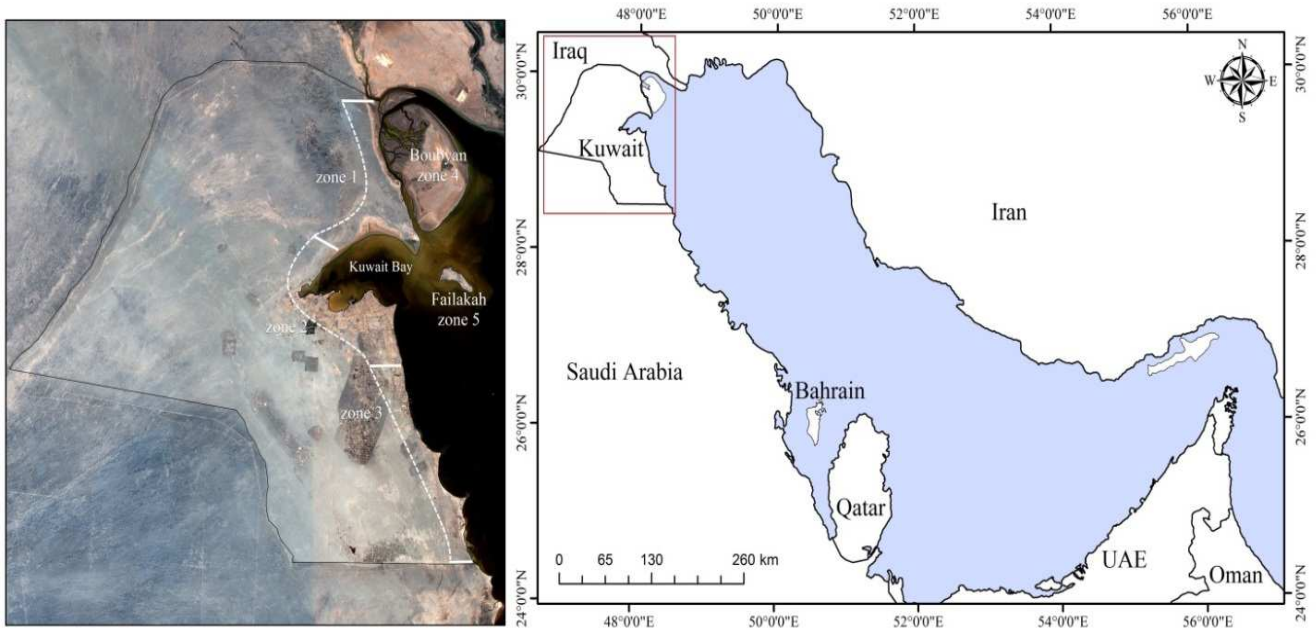 zone 1
Boubyan
zone 4
Kuwait Bay
Failakah
zone 5
zone 2
zone 3
48°0'0"E
50°0'0"E
52°0'0"E
54°0'0"E
56°0'0"E
30°0'0"N
28°0'0"N
26°0'0"N
24°0'0"N
Iraq
Kuwait
Iran
Saudi Arabia
Bahrain
Qatar
UAE
Oman
N
W
E
S
0 65 130 260 km
30°0'0"N
28°0'0"N
26°0'0"N
24°0'0"N
48°0'0"E
50°0'0"E
52°0'0"E
54°0'0"E
56°0'0"E